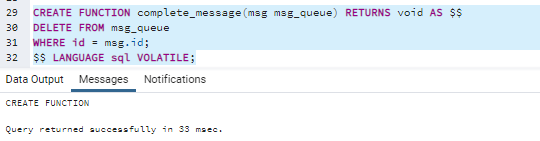 29 CREATE FUNCTION complete_message(msg msg_queue) RETURNS void AS $$
30 DELETE FROM msg_queue
31 WHERE id = msg.id;
32 $$ LANGUAGE sql VOLATILE;
Data Output Messages Notifications
CREATE FUNCTION
Query returned successfully in 33 msec.